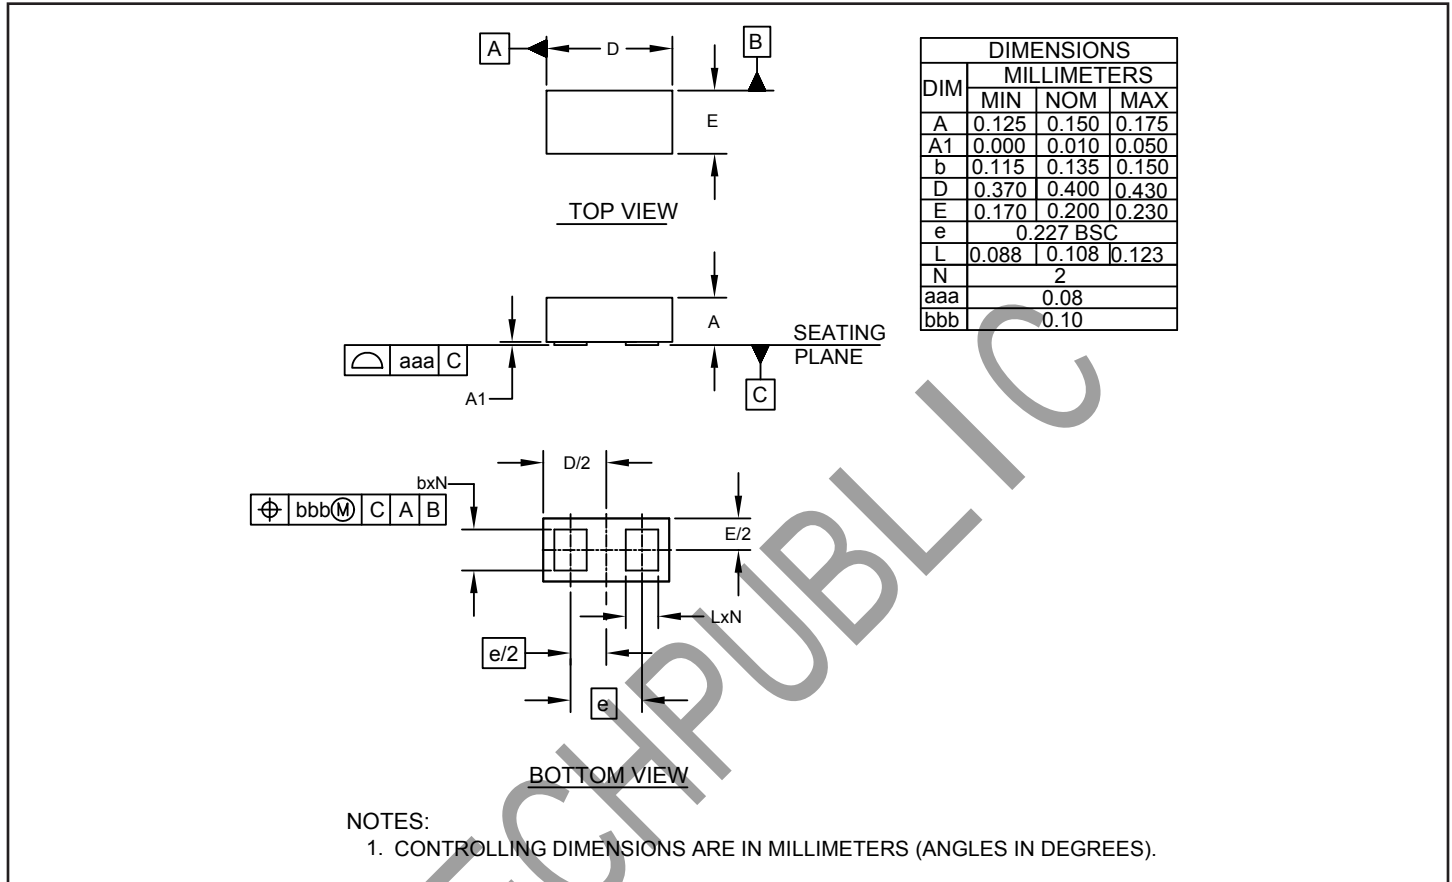 A
D
B
E
TOP VIEW
DIMENSIONS
DIM MILLIMETERS
MIN NOM MAX
A 0.125 0.150 0.175
A1 0.000 0.010 0.050
b 0.115 0.135 0.150
D 0.370 0.400 0.430
E 0.170 0.200 0.230
e 0.227 BSC
L 0.088 0.108 0.123
N 2
aaa 0.08
bbb 0.10
A
SEATING
PLANE
aaa C
A1
C
D/2
bxN
bbbⓂ C A B
E/2
LxN
e/2
e
BOTTOM VIEW
NOTES:
1. CONTROLLING DIMENSIONS ARE IN MILLIMETERS (ANGLES IN DEGREES).
ECHPUBLIC